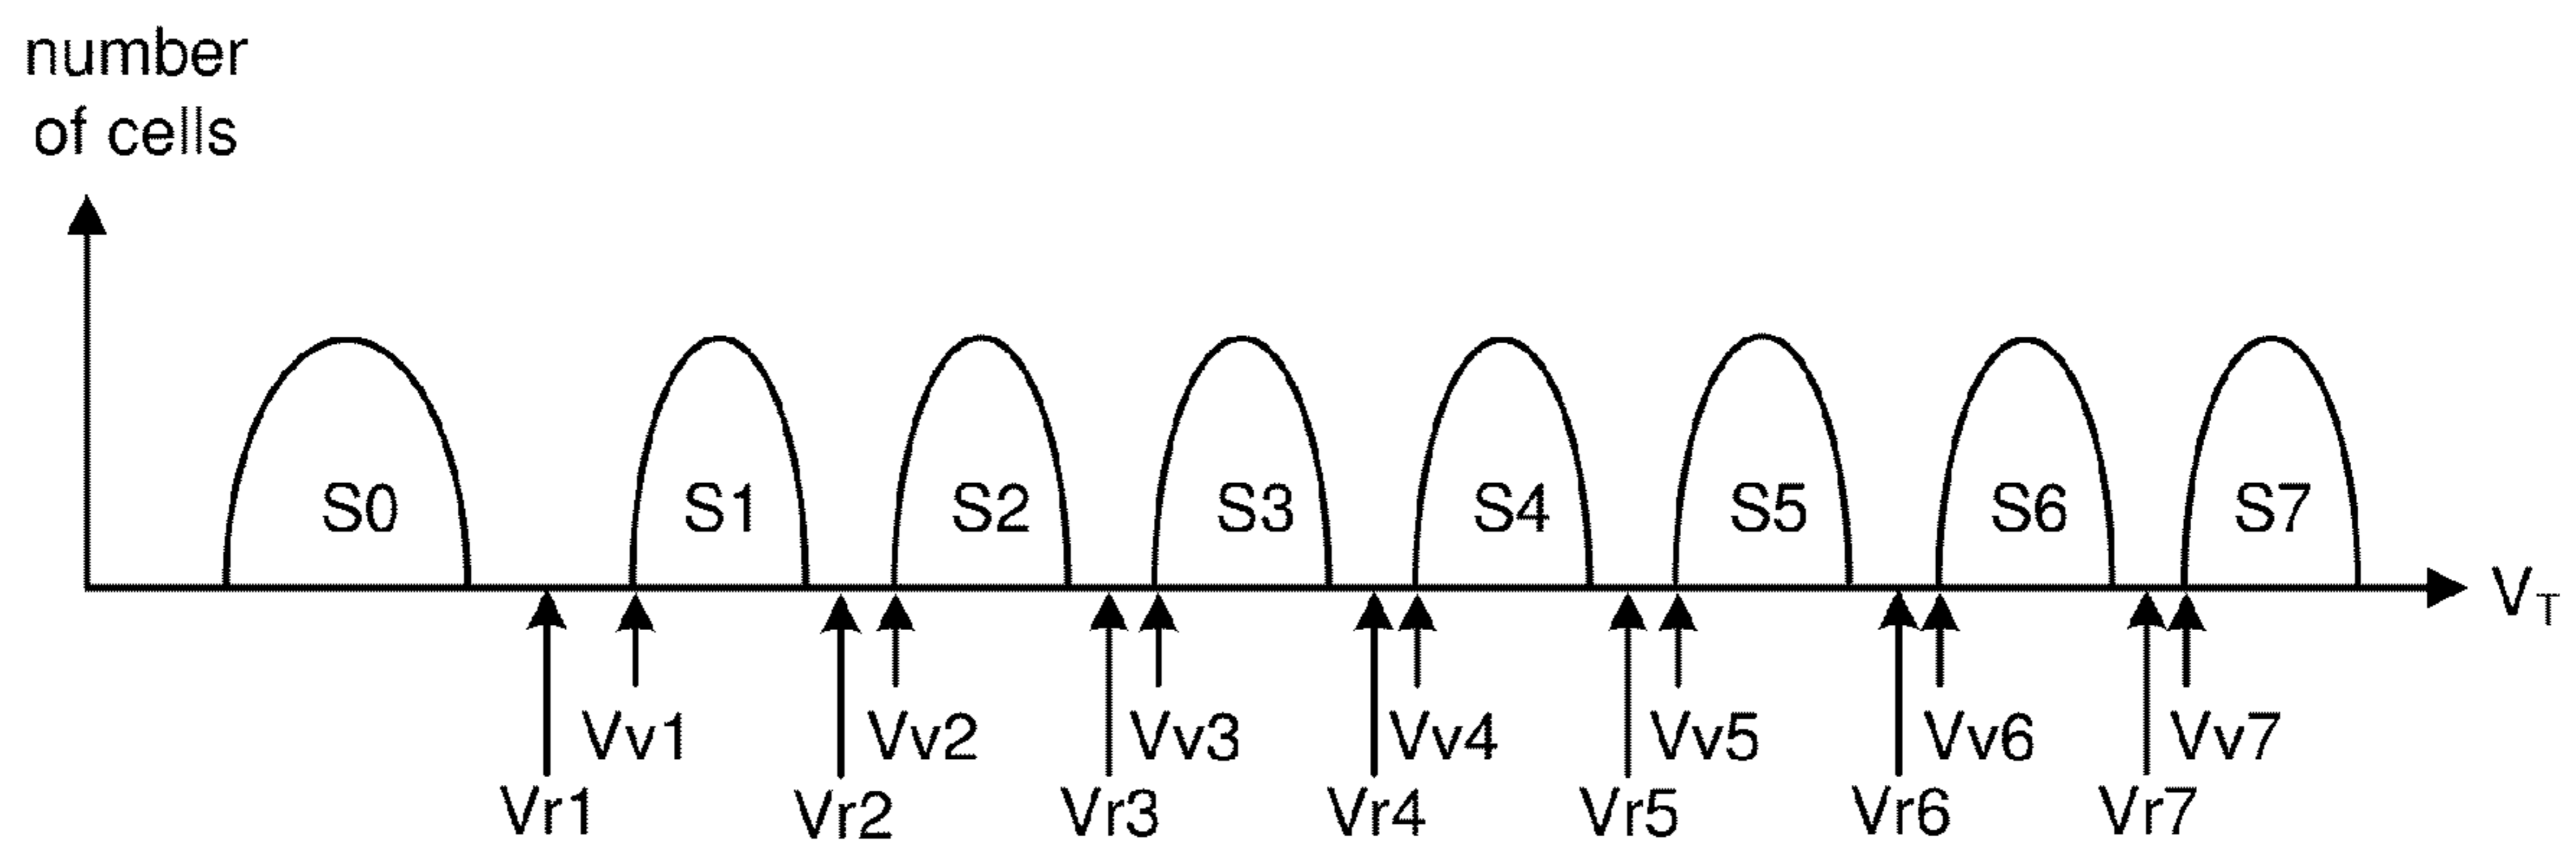 number
of cells
S0 S1 S2 S3 S4 S5 S6 S7
VT
Vv1 Vv2 Vv3 Vv4 Vv5 Vv6 Vv7
Vr1 Vr2 Vr3 Vr4 Vr5 Vr6 Vr7